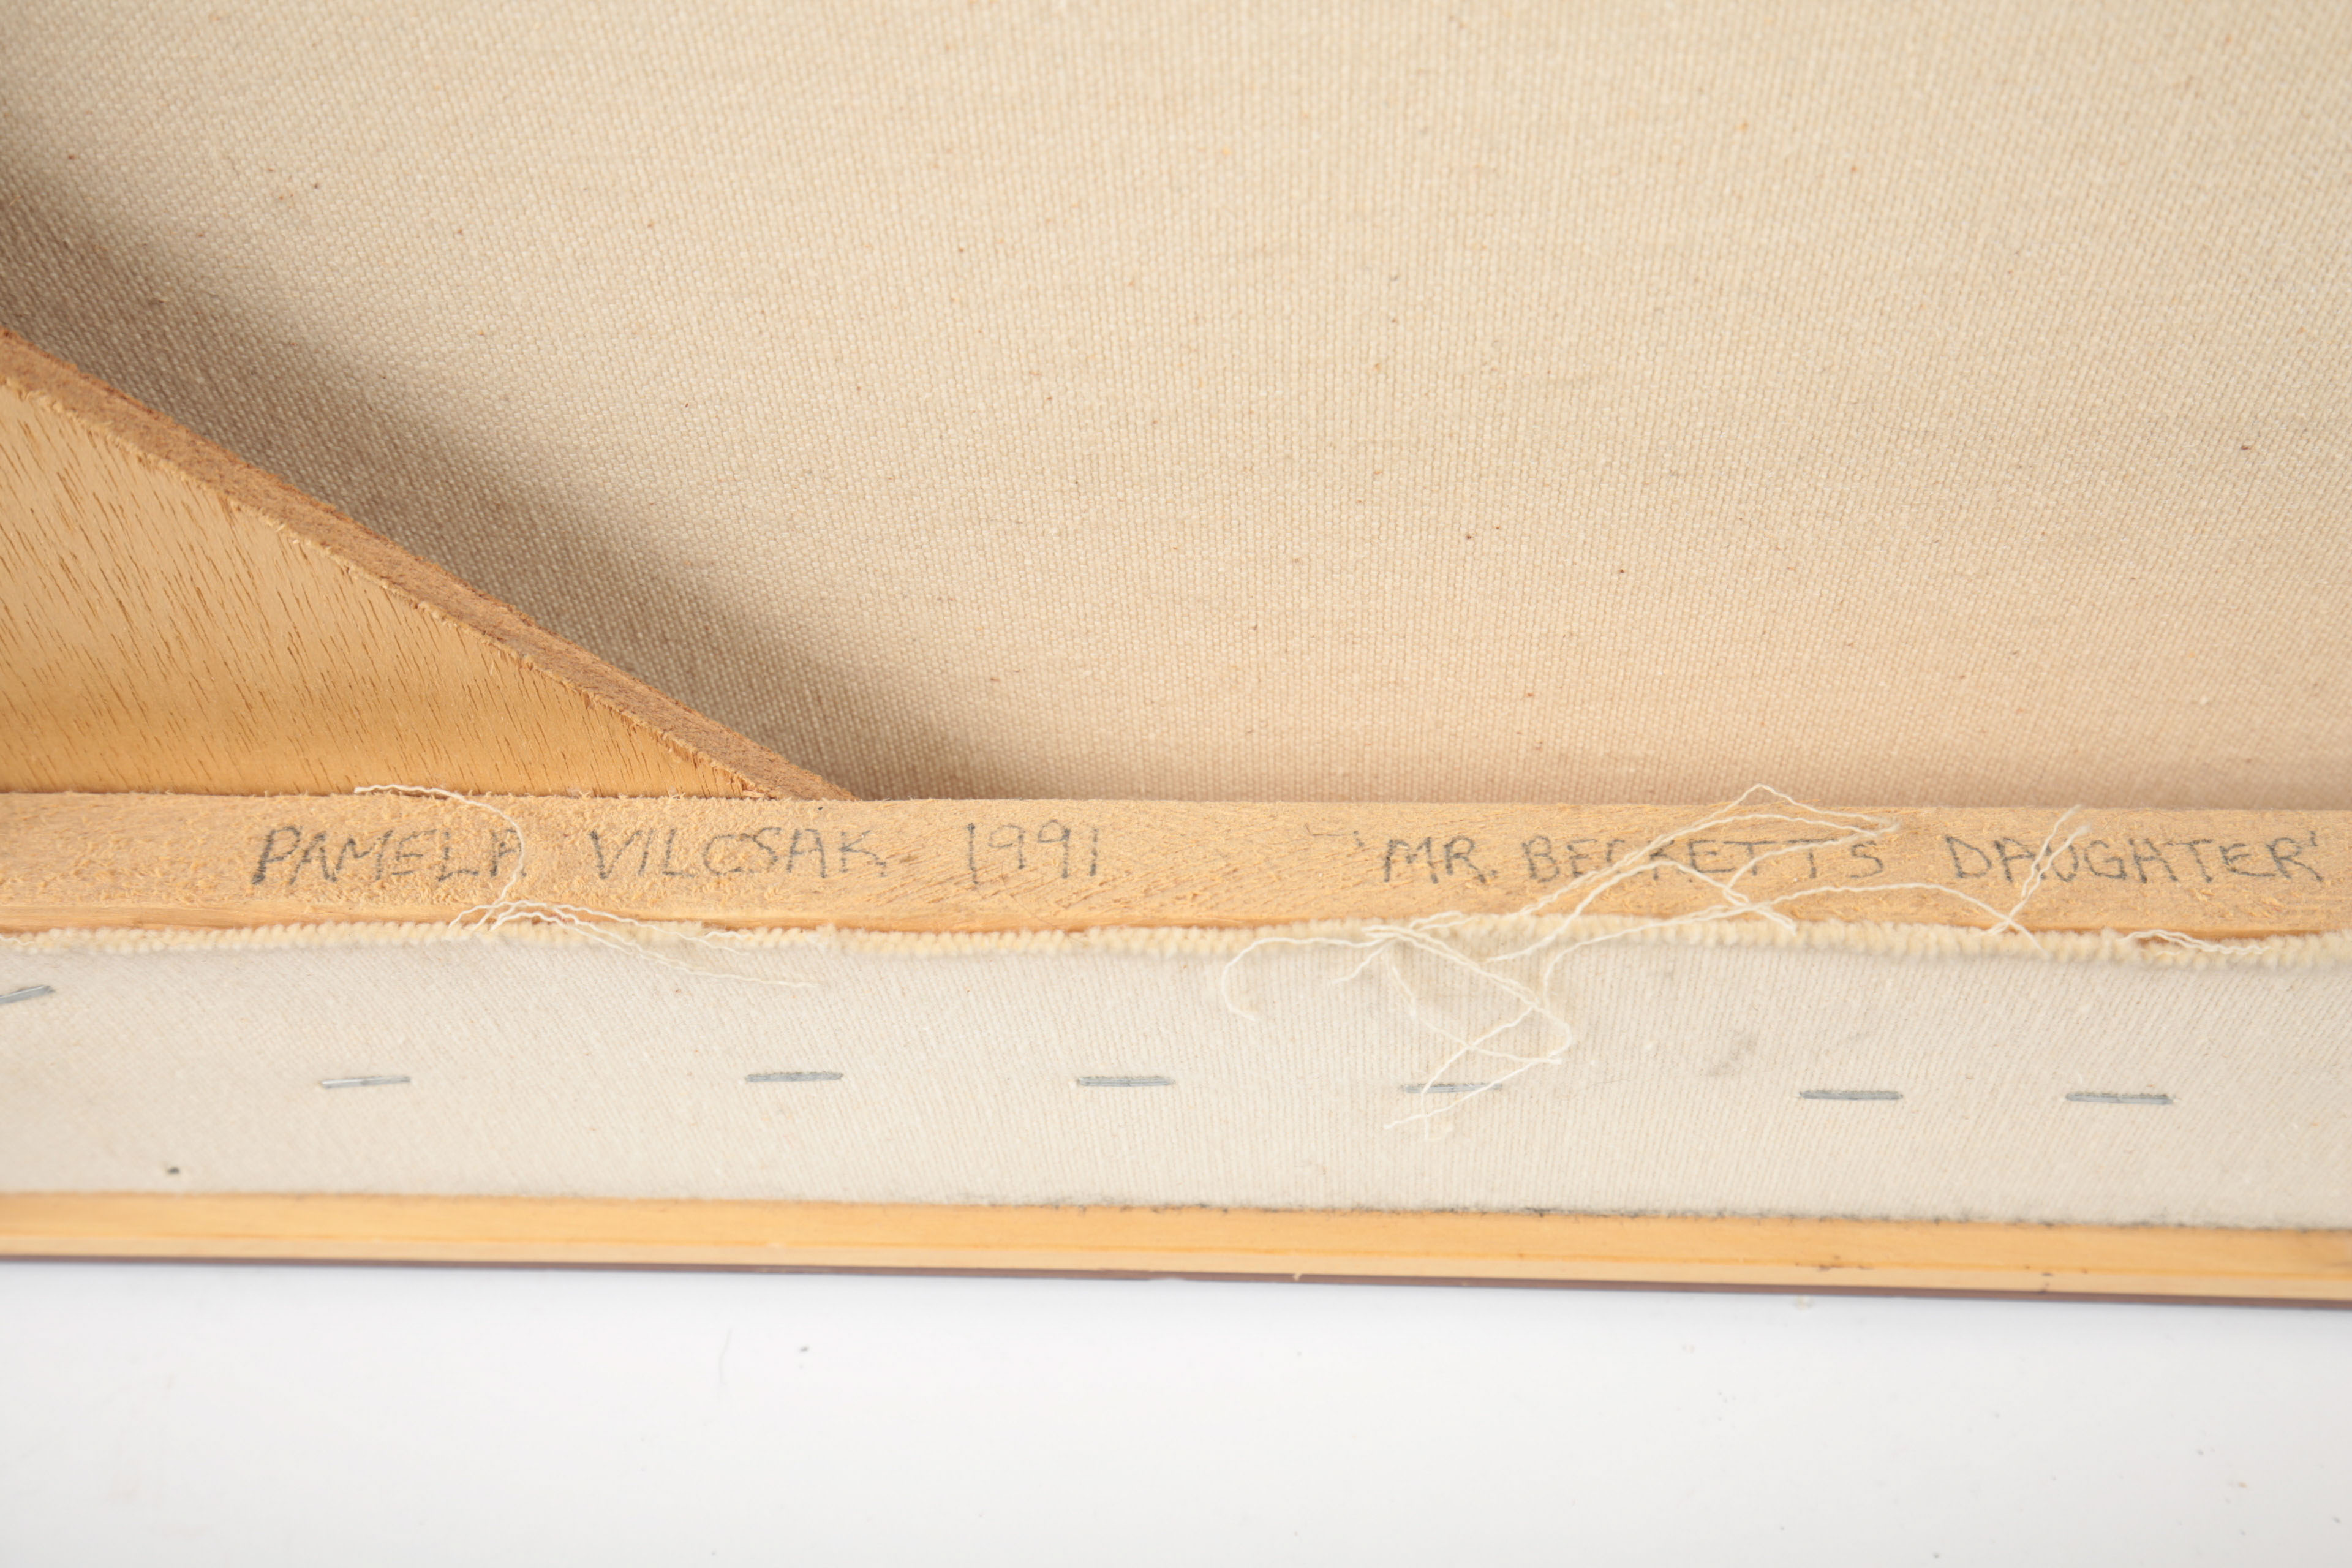 PAMELA VILCSAK 1991 "MR. BECKETTS DAUGHTER'